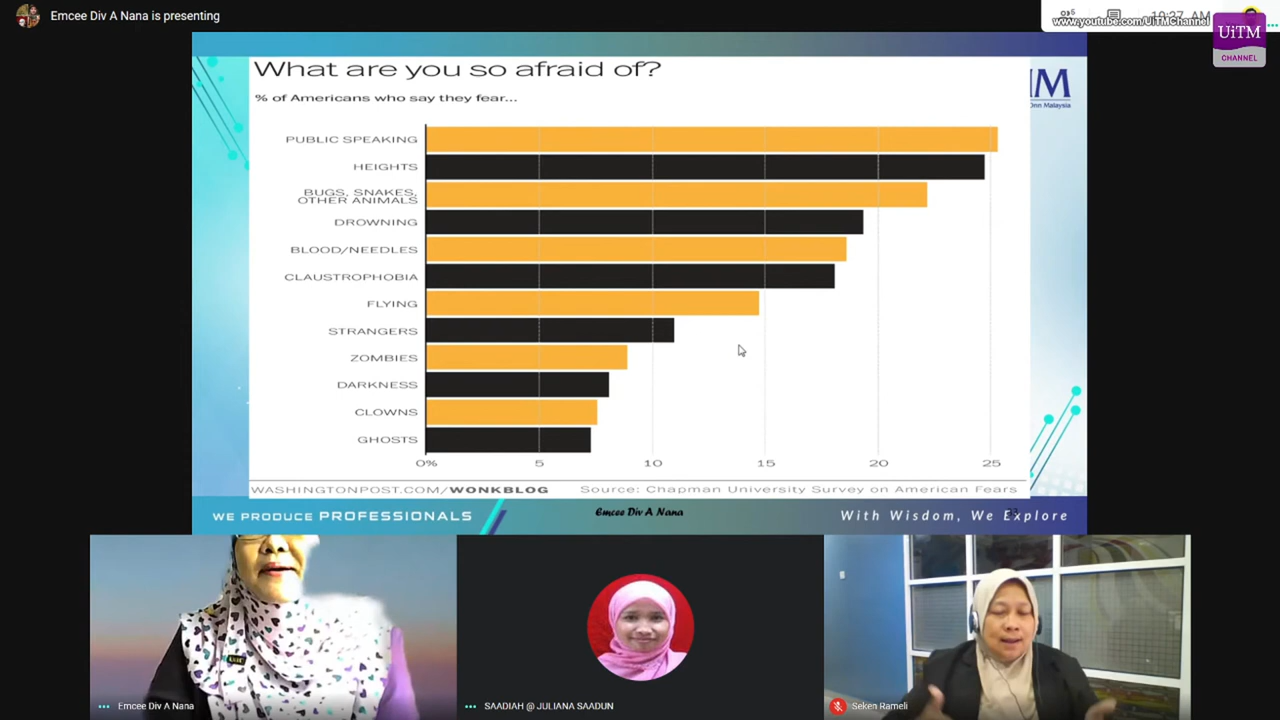 Emcee Div A Nana is presenting
10:37 AM
www.youtube.com/UiTMChannel
UiTM
CHANNEL
What are you so afraid of?
% of Americans who say they fear...
PUBLIC SPEAKING
HEIGHTS
BUGS, SNAKES,
OTHER ANIMALS
DROWNING
BLOOD/NEEDLES
CLAUSTROPHOBIA
FLYING
STRANGERS
ZOMBIES
DARKNESS
CLOWNS
GHOSTS
0% 5 10 15 20 25
WASHINGTONPOST.COM/WONKBLOG Source: Chapman University Survey on American Fears
WE PRODUCE PROFESSIONALS Emcee Div A Nana With Wisdom, We Explore
Emcee Div A Nana
SAADIAH @ JULIANA SAADUN
Seken Rameli